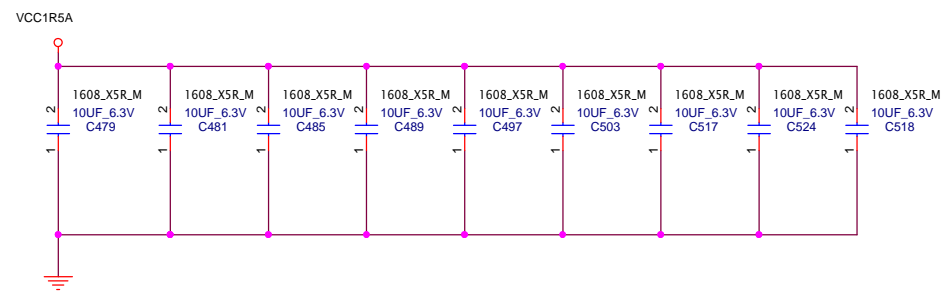 VCC1R5A
1608_X5R_M 1608_X5R_M 1608_X5R_M 1608_X5R_M 1608_X5R_M 1608_X5R_M 1608_X5R_M 1608_X5R_M 1608_X5R_M
2 2 2 2 2 2 2 2 2
10UF_6.3V 10UF_6.3V 10UF_6.3V 10UF_6.3V 10UF_6.3V 10UF_6.3V 10UF_6.3V 10UF_6.3V 10UF_6.3V
C479 C481 C485 C489 C497 C503 C517 C524 C518
1 1 1 1 1 1 1 1 1